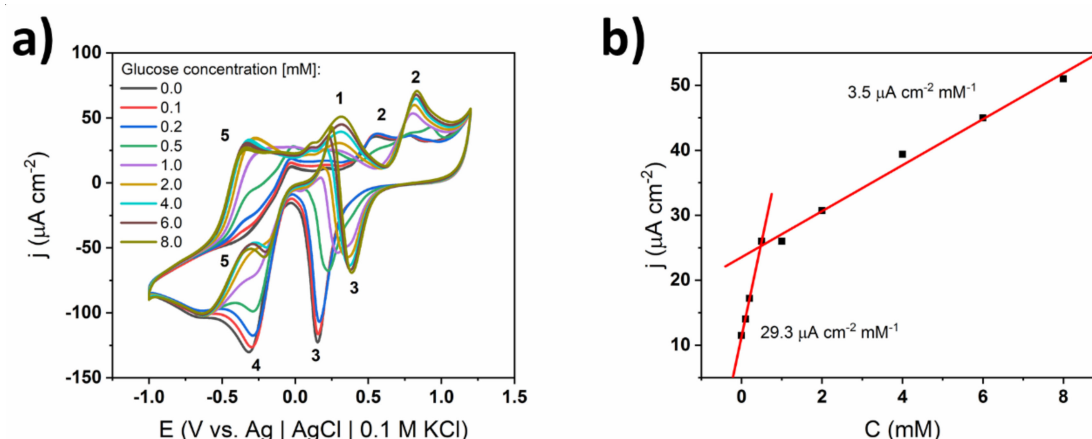 a)
100
50
0
-50
-100
-150
j (μA cm-2)
Glucose concentration [mM]:
0.0
0.1
0.2
0.5
1.0
2.0
4.0
6.0
8.0
1
2
2
5
5
4
3
3
-1.0 -0.5 0.0 0.5 1.0 1.5
E (V vs. Ag | AgCl | 0.1 M KCl)
b)
50
40
30
20
10
j (μA cm-2)
3.5 μA cm-2 mM-1
29.3 μA cm-2 mM-1
0 2 4 6 8
C (mM)